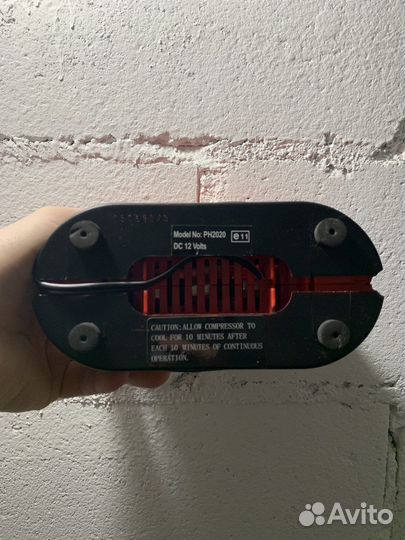 Model No: PH2020
e11
DC 12 Volts
CAUTION:ALLOW COMPRESSOR TO
COOL FOR 10 MINUTES AFTER
EACH 10 MINUTES OF CONTINUOUS
OPERATION.
Avito